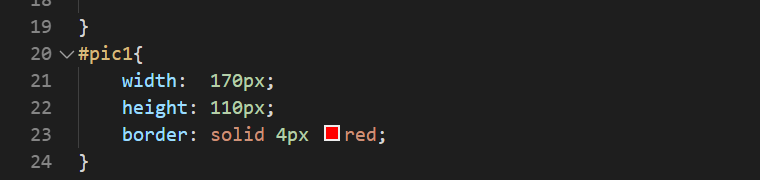 18
19 }
20 #pic1{
21 width:  170px;
22 height: 110px;
23 border: solid 4px red;
24 }